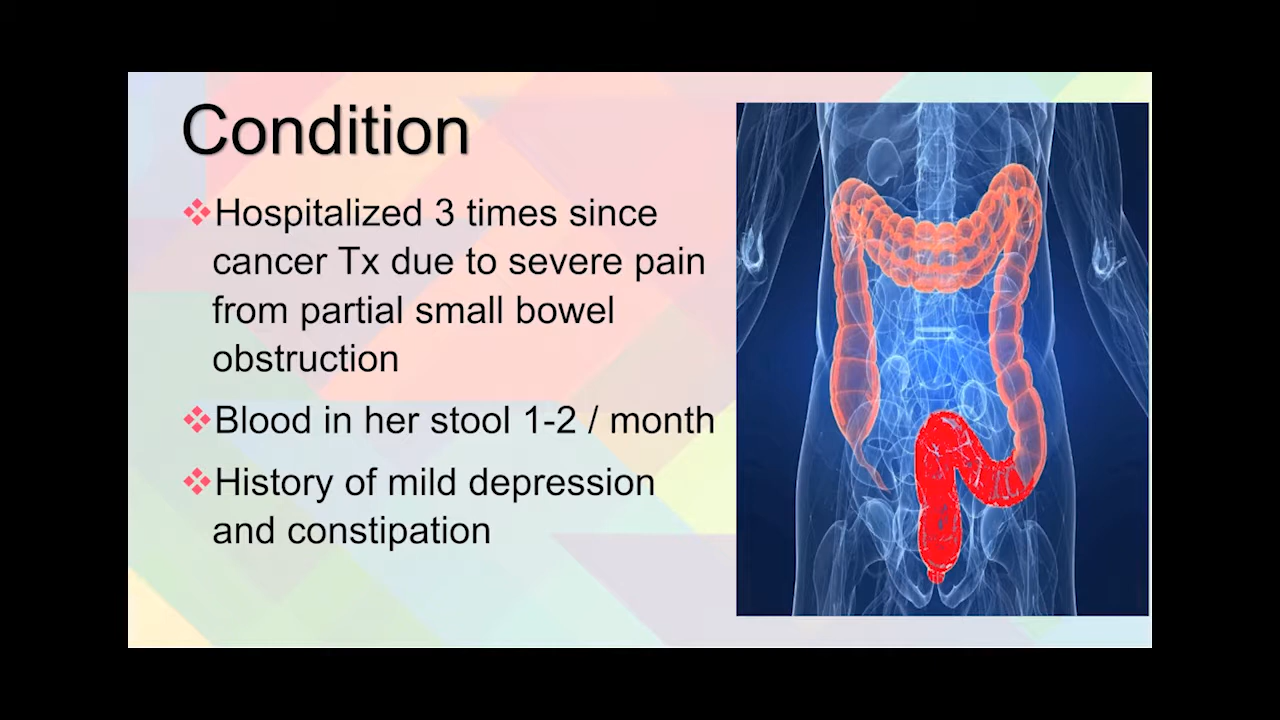 Condition
Hospitalized 3 times since
cancer Tx due to severe pain
from partial small bowel
obstruction
Blood in her stool 1-2 / month
History of mild depression
and constipation